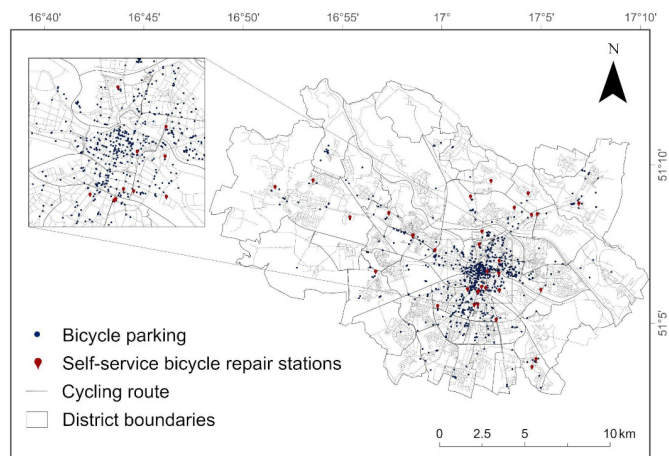 16°40' 16°45' 16°50' 16°55' 17° 17°5' 17°10'
N
51°10'
51°5'
Bicycle parking
Self-service bicycle repair stations
Cycling route
District boundaries
0 2.5 5 10 km